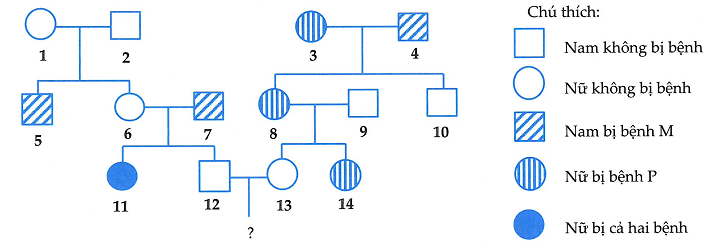 Chú thích:
1 2 3 4 Nam không bị bệnh
Nữ không bị bệnh
5 6 7 8 9 10
Nam bị bệnh M
Nữ bị bệnh P
11 12 13 14
?
Nữ bị cả hai bệnh